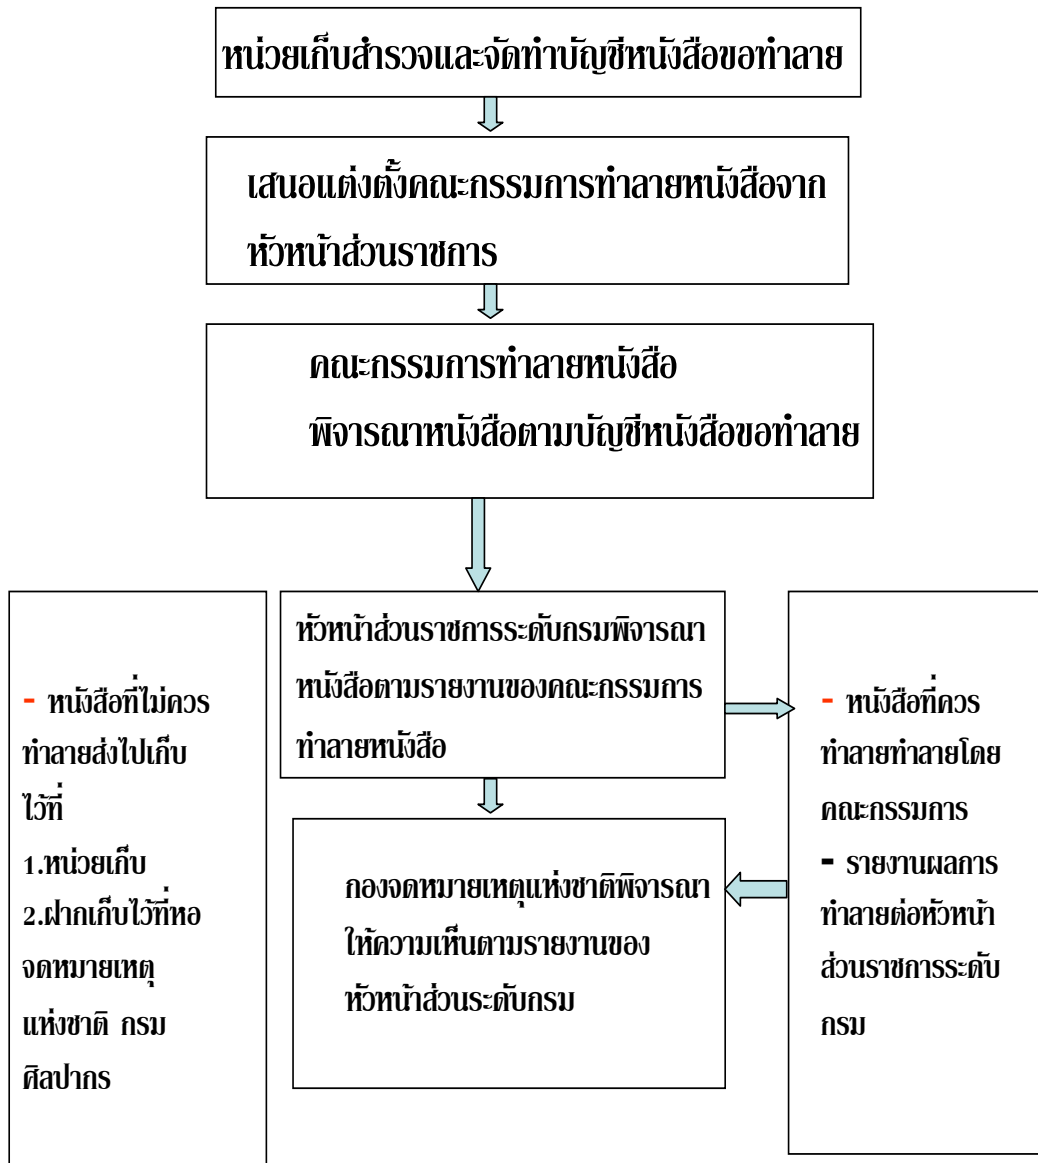 หน่วยเก็บสำรวจและจัดทำบัญชีหนังสือขอทำลาย
เสนอแต่งตั้งคณะกรรมการทำลายหนังสือจาก
หัวหน้าส่วนราชการ
คณะกรรมการทำลายหนังสือ
พิจารณาหนังสือตามบัญชีหนังสือขอทำลาย
- หนังสือที่ไม่ควร
ทำลายส่งไปเก็บ
ไว้ที่
1.หน่วยเก็บ
2.ฝากเก็บไว้ที่หอ
จดหมายเหตุ
แห่งชาติ กรม
ศิลปากร
หัวหน้าส่วนราชการระดับกรมพิจารณา
หนังสือตามรายงานของคณะกรรมการ
ทำลายหนังสือ
กองจดหมายเหตุแห่งชาติพิจารณา
ให้ความเห็นตามรายงานของ
หัวหน้าส่วนระดับกรม
- หนังสือที่ควร
ทำลายทำลายโดย
คณะกรรมการ
- รายงานผลการ
ทำลายต่อหัวหน้า
ส่วนราชการระดับ
กรม